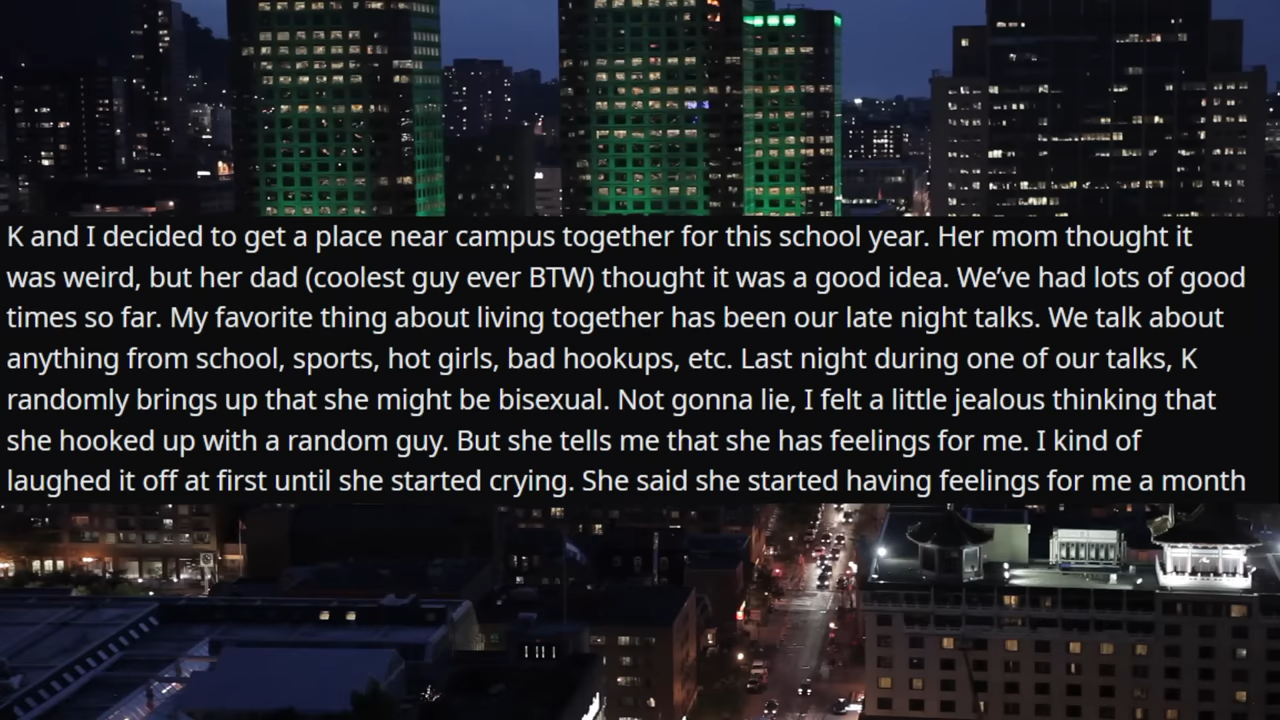 K and I decided to get a place near campus together for this school year. Her mom thought it
was weird, but her dad (coolest guy ever BTW) thought it was a good idea. We’ve had lots of good
times so far. My favorite thing about living together has been our late night talks. We talk about
anything from school, sports, hot girls, bad hookups, etc. Last night during one of our talks, K
randomly brings up that she might be bisexual. Not gonna lie, I felt a little jealous thinking that
she hooked up with a random guy. But she tells me that she has feelings for me. I kind of
laughed it off at first until she started crying. She said she started having feelings for me a month